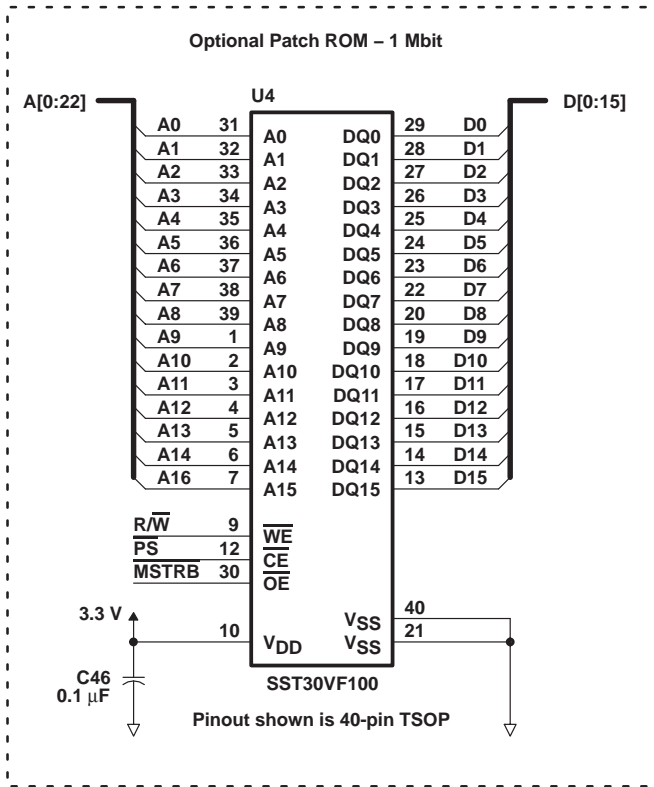 Optional Patch ROM – 1 Mbit
U4
A[0:22] D[0:15]
A0 31 A0 DQ0 29 D0
A1 32 A1 DQ1 28 D1
A2 33 A2 DQ2 27 D2
A3 34 A3 DQ3 26 D3
A4 35 A4 DQ4 25 D4
A5 36 A5 DQ5 24 D5
A6 37 A6 DQ6 23 D6
A7 38 A7 DQ7 22 D7
A8 39 A8 DQ8 20 D8
A9 1 A9 DQ9 19 D9
A10 2 A10 DQ10 18 D10
A11 3 A11 DQ11 17 D11
A12 4 A12 DQ12 16 D12
A13 5 A13 DQ13 15 D13
A14 6 A14 DQ14 14 D14
A16 7 A15 DQ15 13 D15
R/W̅ 9 W̅E̅
P̅S̅ 12 C̅E̅
M̅S̅T̅R̅B̅ 30 O̅E̅
VSS 40
3.3 V 10 VDD VSS 21
C46
0.1 μF
SST30VF100
Pinout shown is 40-pin TSOP